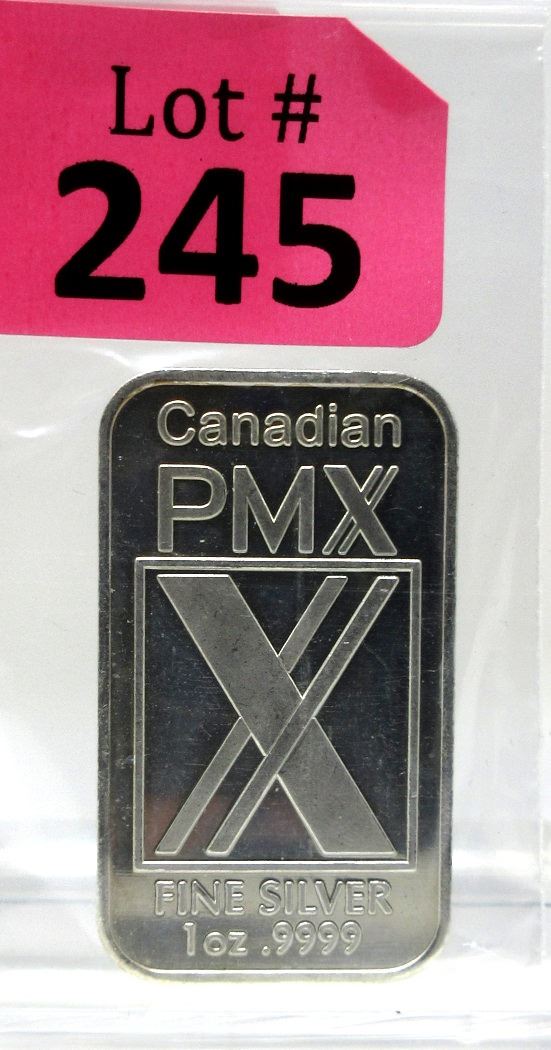 Lot #
245
Canadian
PMX
X
FINE SILVER
1oz .9999